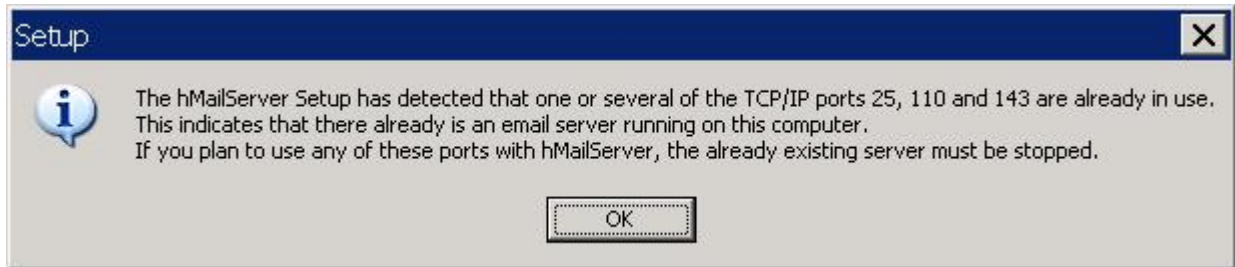 Setup
The hMailServer Setup has detected that one or several of the TCP/IP ports 25, 110 and 143 are already in use.
This indicates that there already is an email server running on this computer.
If you plan to use any of these ports with hMailServer, the already existing server must be stopped.
OK